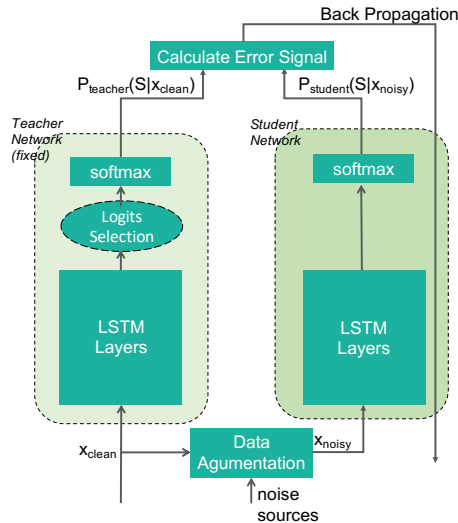 Back Propagation
Calculate Error Signal
P_teacher(S|x_clean)
P_student(S|x_noisy)
Teacher
Network
(fixed)
Student
Network
softmax
softmax
Logits
Selection
LSTM
Layers
LSTM
Layers
x_clean
Data
Agumentation
x_noisy
noise
sources